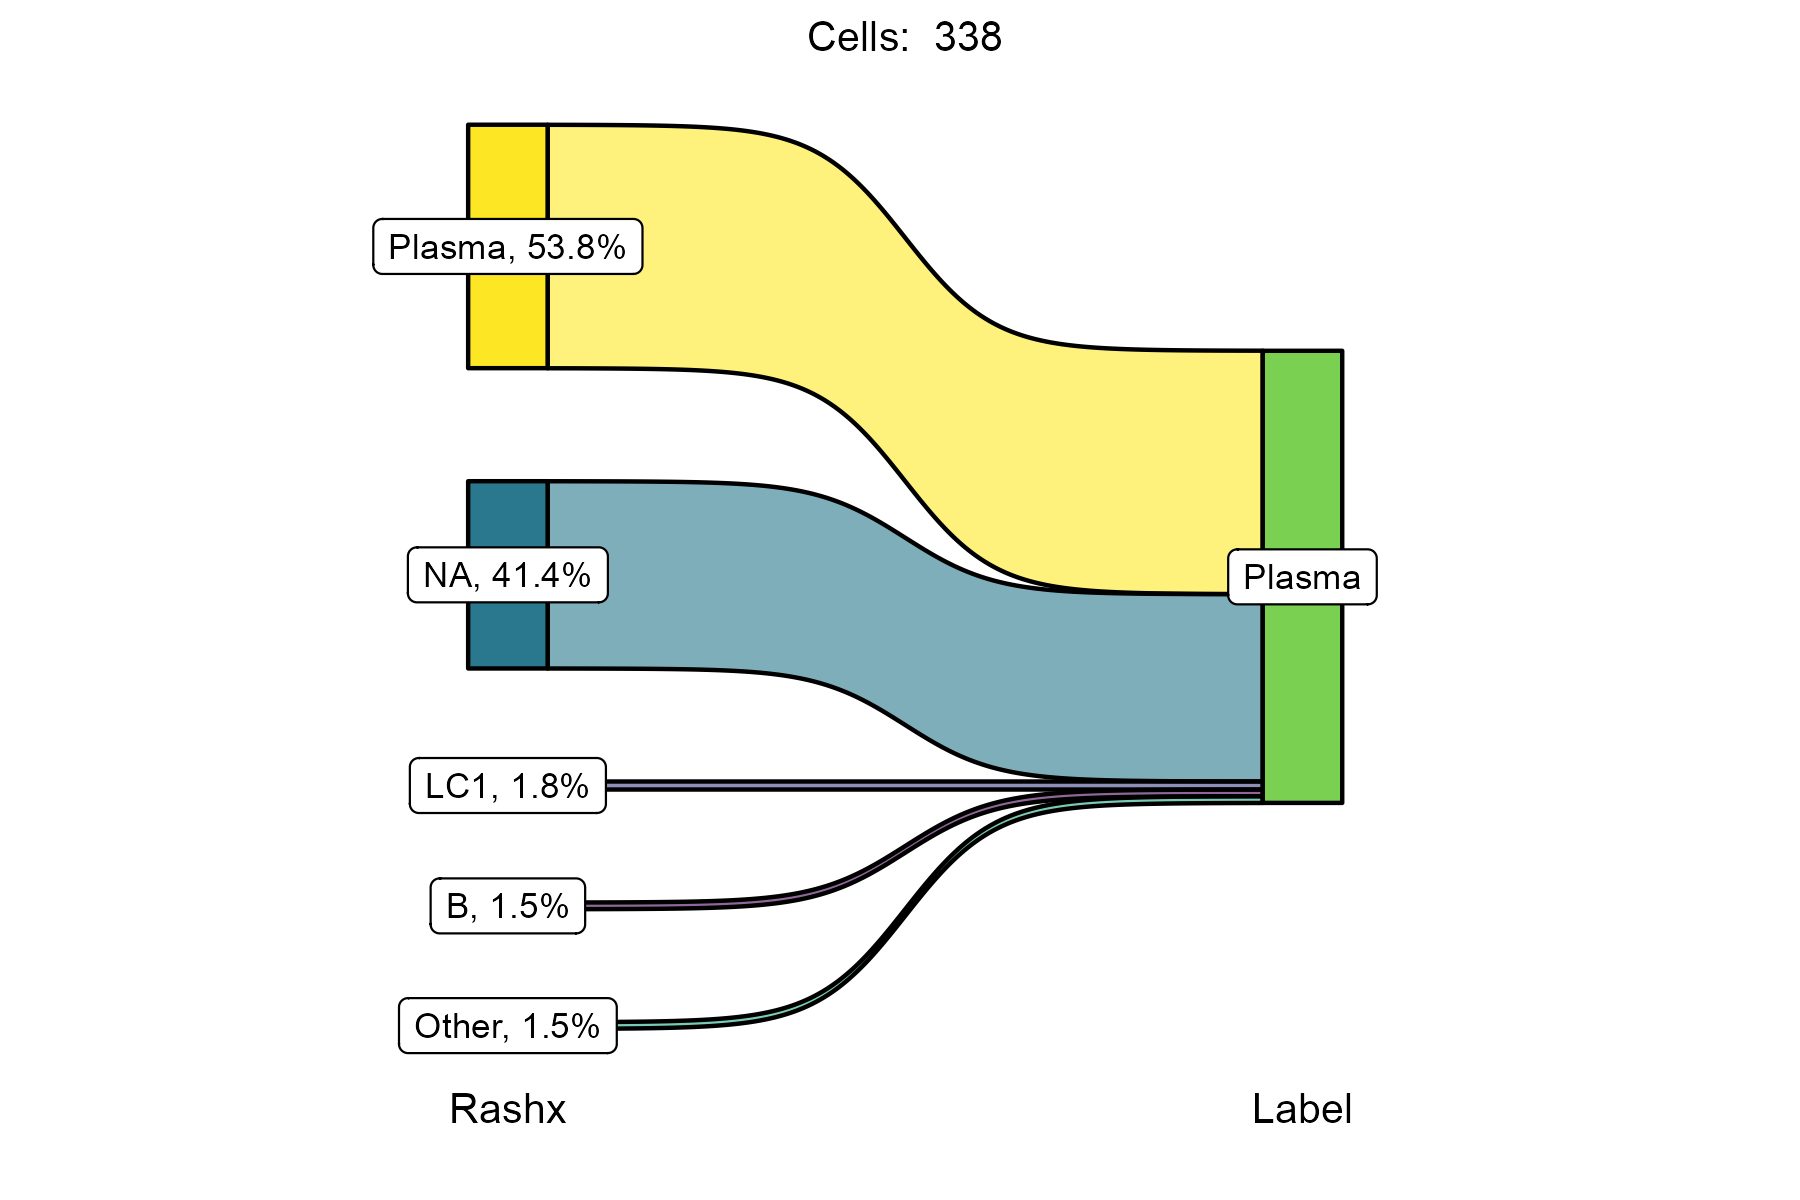 Cells:  338
Plasma, 53.8%
NA, 41.4%
Plasma
LC1, 1.8%
B, 1.5%
Other, 1.5%
Rashx
Label